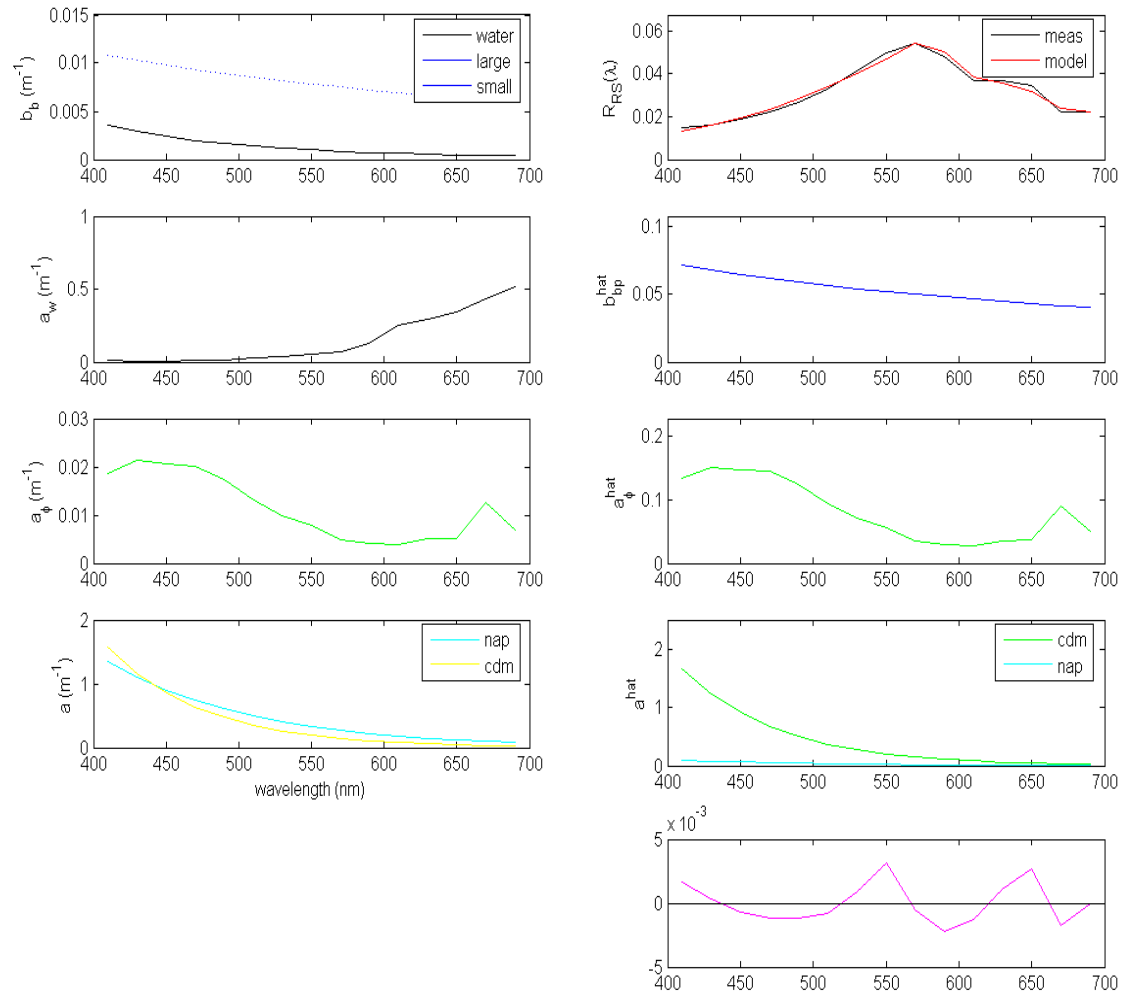 0.015
0.01
0.005
0
b_b (m^-1)
water
large
small
400 450 500 550 600 650 700
0.06
0.04
0.02
0
R_RS(λ)
meas
model
400 450 500 550 600 650 700
1
0.5
0
a_w (m^-1)
400 450 500 550 600 650 700
0.1
0.05
0
b_bp^hat
400 450 500 550 600 650 700
0.03
0.02
0.01
0
a_ϕ (m^-1)
400 450 500 550 600 650 700
0.2
0.1
0
a_ϕ^hat
400 450 500 550 600 650 700
2
1
0
a (m^-1)
nap
cdm
400 450 500 550 600 650 700
wavelength (nm)
2
1
0
a^hat
cdm
nap
400 450 500 550 600 650 700
x 10^-3
5
0
-5
400 450 500 550 600 650 700